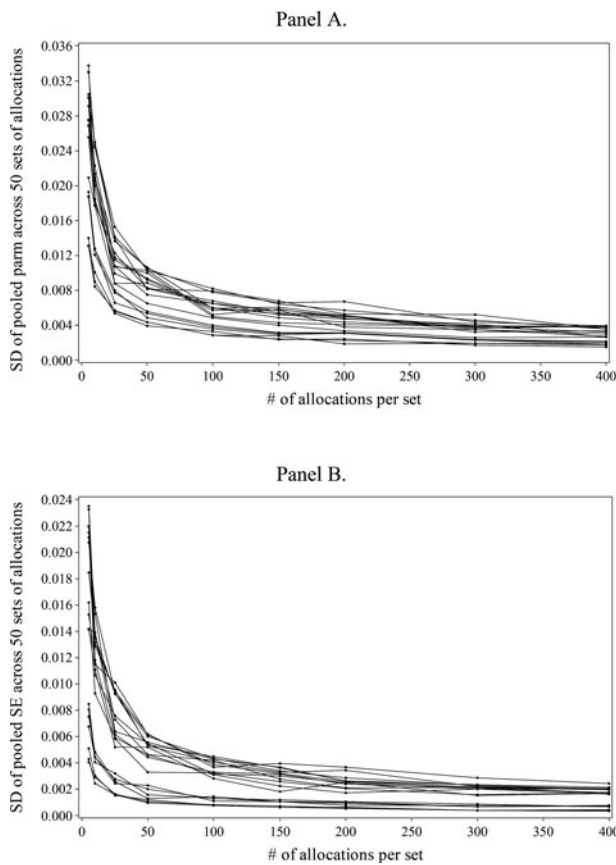 Panel A.
SD of pooled parm across 50 sets of allocations
0.036
0.032
0.028
0.024
0.020
0.016
0.012
0.008
0.004
0.000
0 50 100 150 200 250 300 350 400
# of allocations per set
Panel B.
SD of pooled SE across 50 sets of allocations
0.024
0.022
0.020
0.018
0.016
0.014
0.012
0.010
0.008
0.006
0.004
0.002
0.000
0 50 100 150 200 250 300 350 400
# of allocations per set